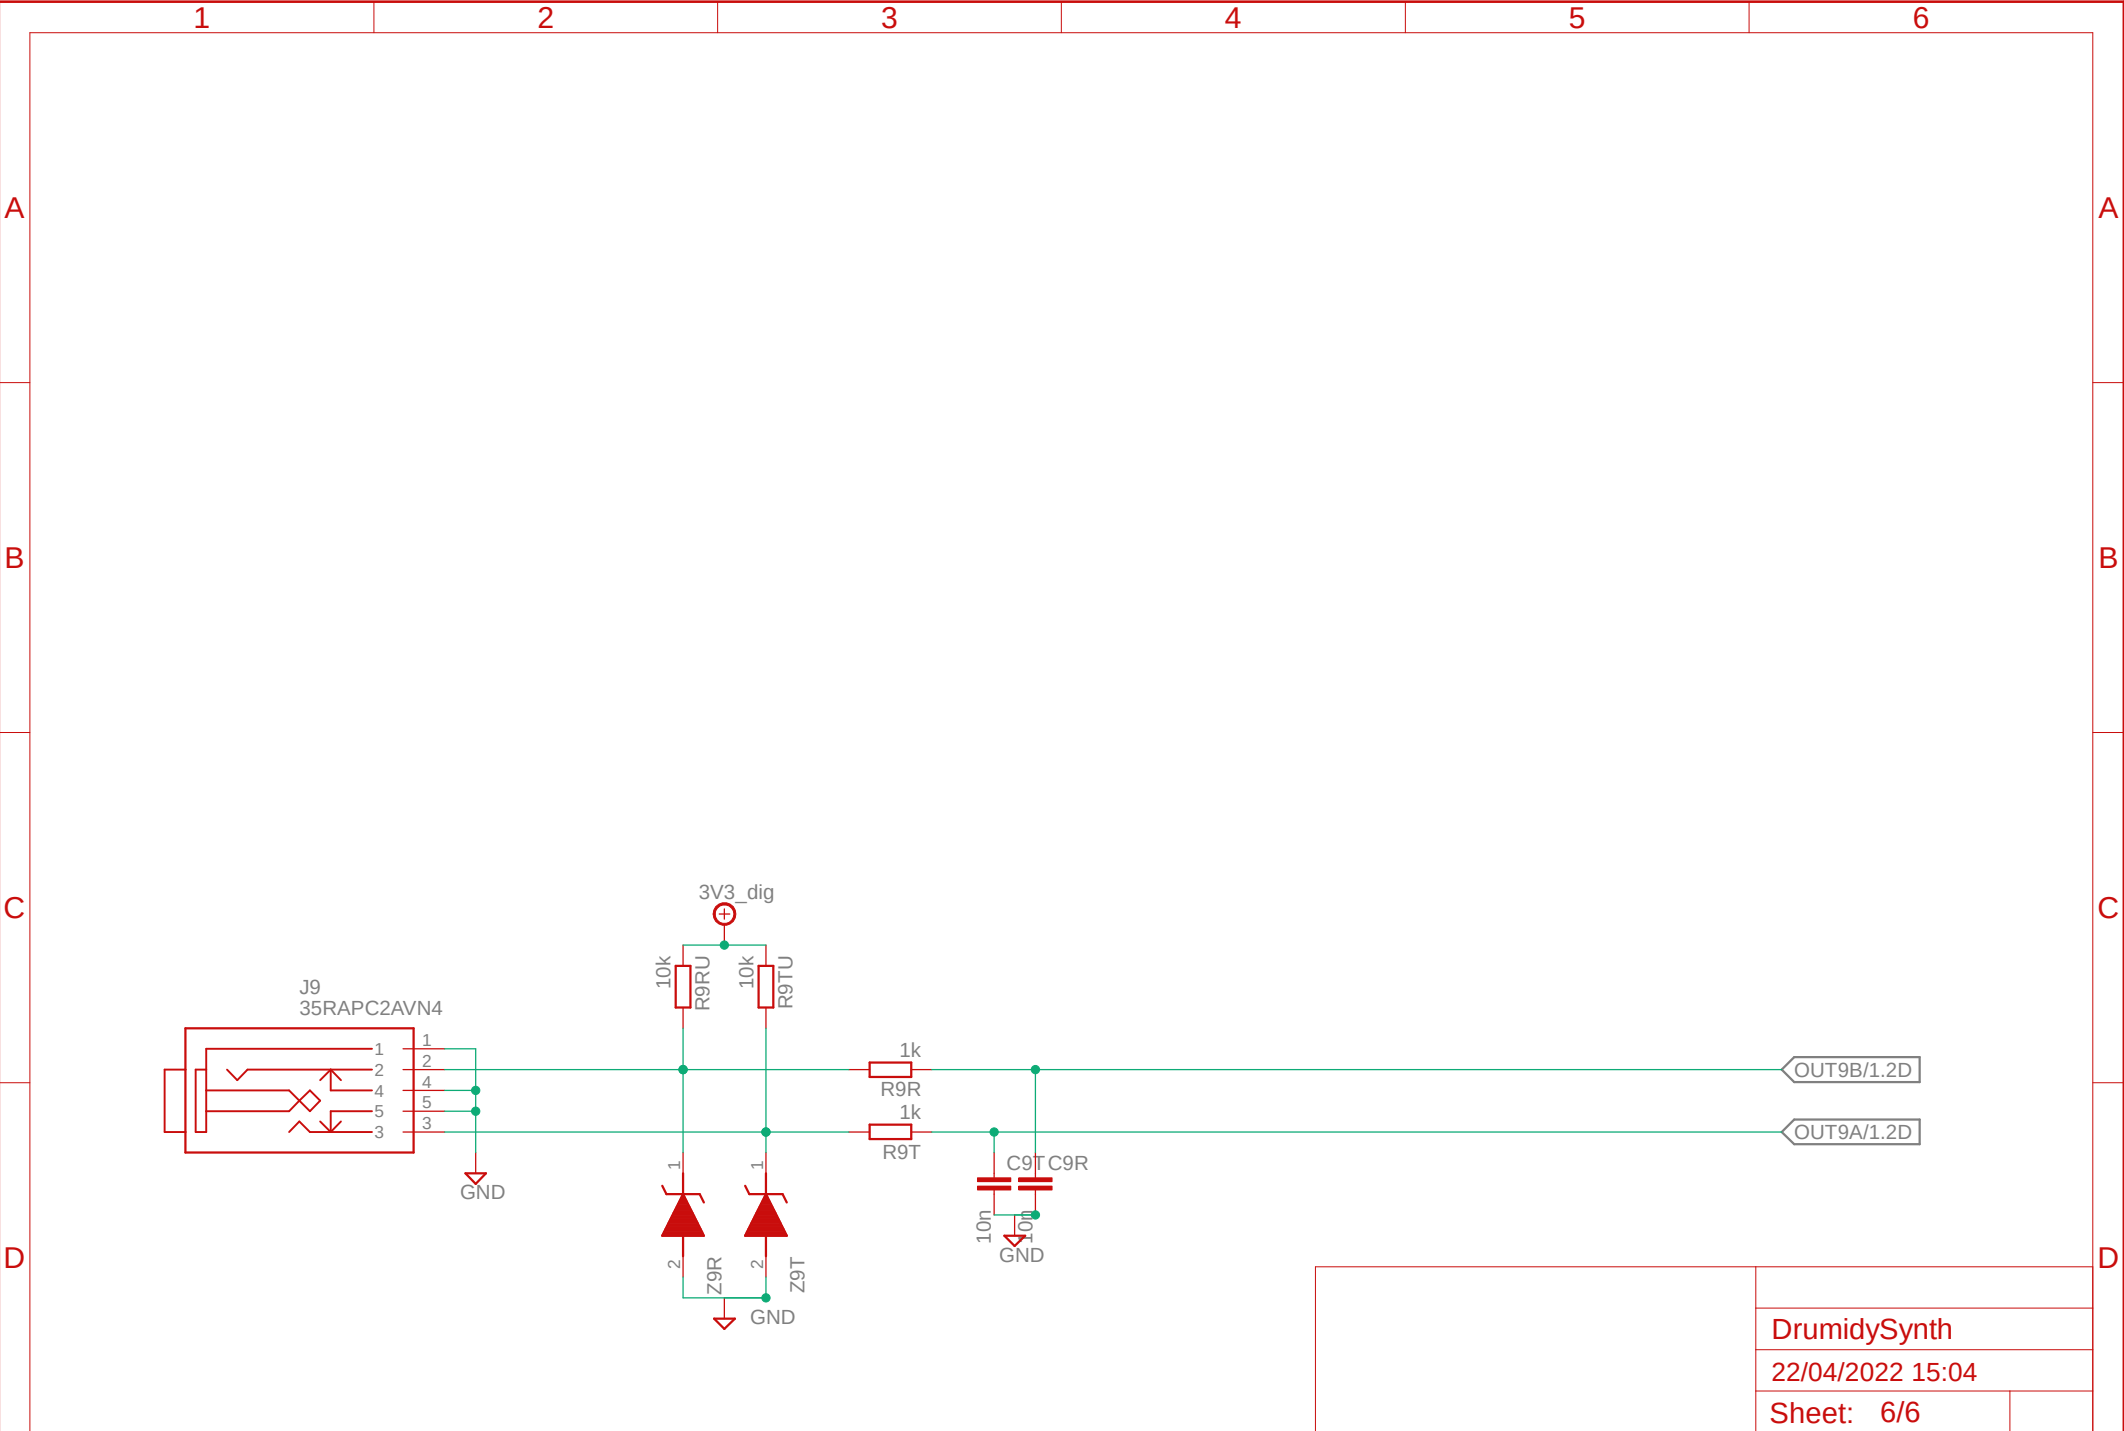 1 2 3 4 5 6
A A
B B
C C
3V3_dig
10k R9RU 10k R9TU
J9
35RAPC2AVN4
1 1
2 2
4 4
5 5
3 3
1k
R9R
OUT9B/1.2D
1k
R9T
OUT9A/1.2D
GND
1 1
C9T C9R
10n 10n
GND
2 Z9R 2 Z9T
GND
D D
DrumidySynth
22/04/2022 15:04
Sheet: 6/6